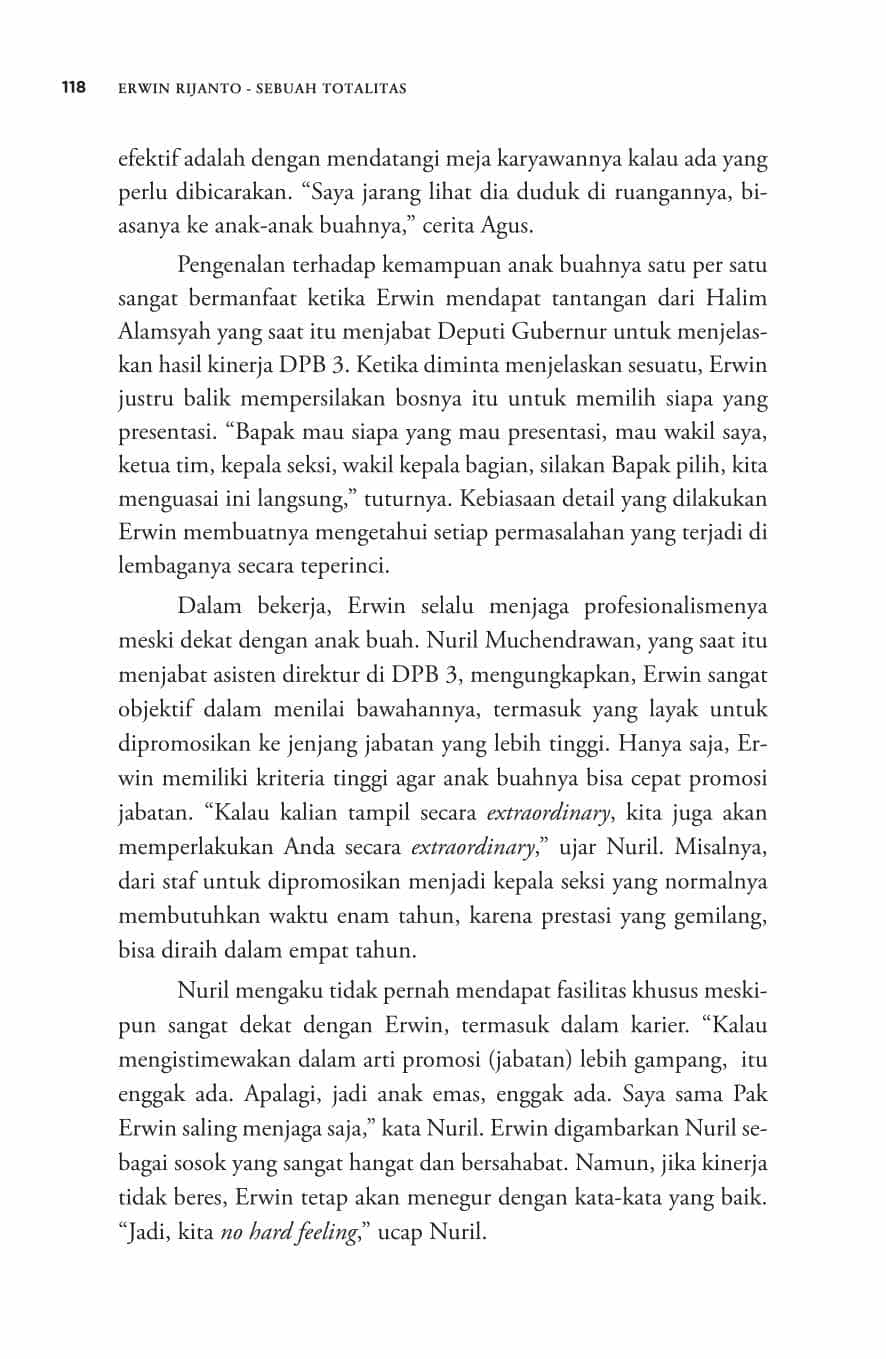 118 ERWIN RIJANTO - SEBUAH TOTALITAS
efektif adalah dengan mendatangi meja karyawannya kalau ada yang
perlu dibicarakan. “Saya jarang lihat dia duduk di ruangannya, bi-
asanya ke anak-anak buahnya,” cerita Agus.
Pengenalan terhadap kemampuan anak buahnya satu per satu
sangat bermanfaat ketika Erwin mendapat tantangan dari Halim
Alamsyah yang saat itu menjabat Deputi Gubernur untuk menjelas-
kan hasil kinerja DPB 3. Ketika diminta menjelaskan sesuatu, Erwin
justru balik mempersilakan bosnya itu untuk memilih siapa yang
presentasi. “Bapak mau siapa yang mau presentasi, mau wakil saya,
ketua tim, kepala seksi, wakil kepala bagian, silakan Bapak pilih, kita
menguasai ini langsung,” tuturnya. Kebiasaan detail yang dilakukan
Erwin membuatnya mengetahui setiap permasalahan yang terjadi di
lembaganya secara teperinci.
Dalam bekerja, Erwin selalu menjaga profesionalismenya
meski dekat dengan anak buah. Nuril Muchendrawan, yang saat itu
menjabat asisten direktur di DPB 3, mengungkapkan, Erwin sangat
objektif dalam menilai bawahannya, termasuk yang layak untuk
dipromosikan ke jenjang jabatan yang lebih tinggi. Hanya saja, Er-
win memiliki kriteria tinggi agar anak buahnya bisa cepat promosi
jabatan. “Kalau kalian tampil secara extraordinary, kita juga akan
memperlakukan Anda secara extraordinary,” ujar Nuril. Misalnya,
dari staf untuk dipromosikan menjadi kepala seksi yang normalnya
membutuhkan waktu enam tahun, karena prestasi yang gemilang,
bisa diraih dalam empat tahun.
Nuril mengaku tidak pernah mendapat fasilitas khusus meski-
pun sangat dekat dengan Erwin, termasuk dalam karier. “Kalau
mengistimewakan dalam arti promosi (jabatan) lebih gampang, itu
enggak ada. Apalagi, jadi anak emas, enggak ada. Saya sama Pak
Erwin saling menjaga saja,” kata Nuril. Erwin digambarkan Nuril se-
bagai sosok yang sangat hangat dan bersahabat. Namun, jika kinerja
tidak beres, Erwin tetap akan menegur dengan kata-kata yang baik.
“Jadi, kita no hard feeling,” ucap Nuril.